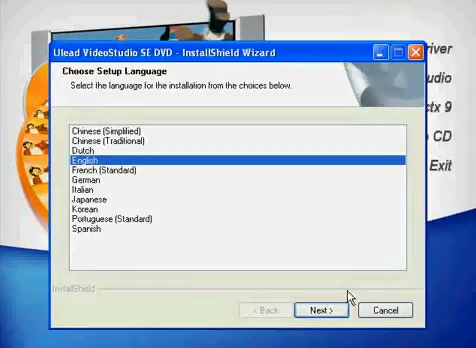 Ulead VideoStudio SE DVD - InstallShield Wizard
Choose Setup Language
Select the language for the installation from the choices below.
Chinese (Simplified)
Chinese (Traditional)
Dutch
English
French (Standard)
German
Italian
Japanese
Korean
Portuguese (Standard)
Spanish
InstallShield
< Back
Next >
Cancel
river
udio
ctx 9
CD
Exit